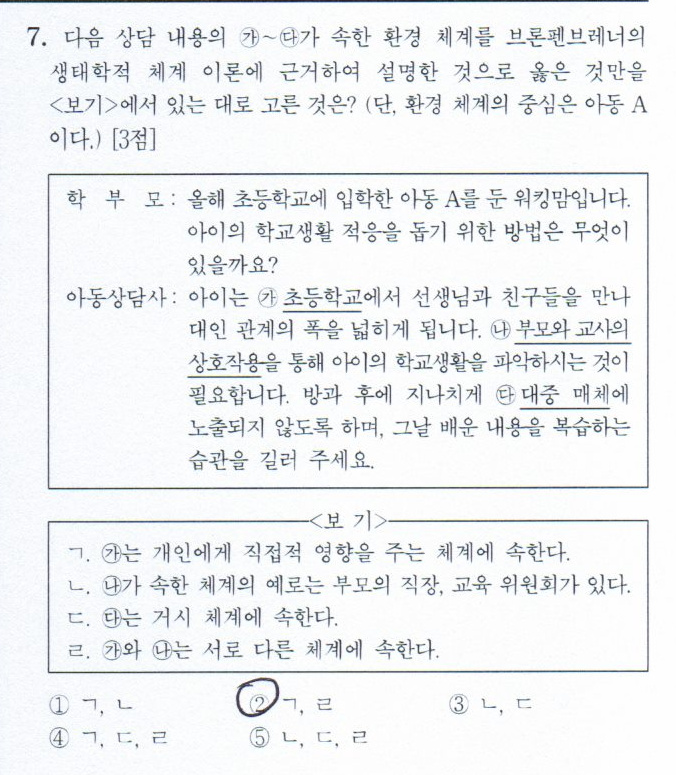 7. 다음 상담 내용의 ㉮~㉰가 속한 환경 체계를 브론펜브레너의
생태학적 체계 이론에 근거하여 설명한 것으로 옳은 것만을
<보기>에서 있는 대로 고른 것은? (단, 환경 체계의 중심은 아동 A
이다.) [3점]
학 부 모 : 올해 초등학교에 입학한 아동 A를 둔 워킹맘입니다.
아이의 학교생활 적응을 돕기 위한 방법은 무엇이
있을까요?
아동상담사 : 아이는 ㉮ 초등학교에서 선생님과 친구들을 만나
대인 관계의 폭을 넓히게 됩니다. ㉯ 부모와 교사의
상호작용을 통해 아이의 학교생활을 파악하시는 것이
필요합니다. 방과 후에 지나치게 ㉰ 대중 매체에
노출되지 않도록 하며, 그날 배운 내용을 복습하는
습관을 길러 주세요.
<보 기>
ㄱ. ㉮는 개인에게 직접적 영향을 주는 체계에 속한다.
ㄴ. ㉯가 속한 체계의 예로는 부모의 직장, 교육 위원회가 있다.
ㄷ. ㉰는 거시 체계에 속한다.
ㄹ. ㉮와 ㉯는 서로 다른 체계에 속한다.
① ㄱ, ㄴ ② ㄱ, ㄹ ③ ㄴ, ㄷ
④ ㄱ, ㄷ, ㄹ ⑤ ㄴ, ㄷ, ㄹ